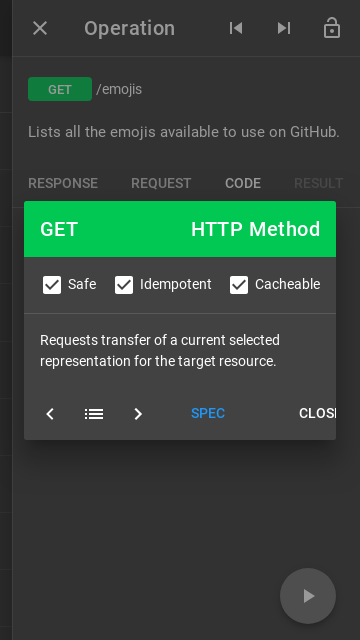 Operation
GET /emojis
Lists all the emojis available to use on GitHub.
RESPONSE REQUEST CODE RESULT
GET HTTP Method
Safe Idempotent Cacheable
Requests transfer of a current selected
representation for the target resource.
SPEC CLOS